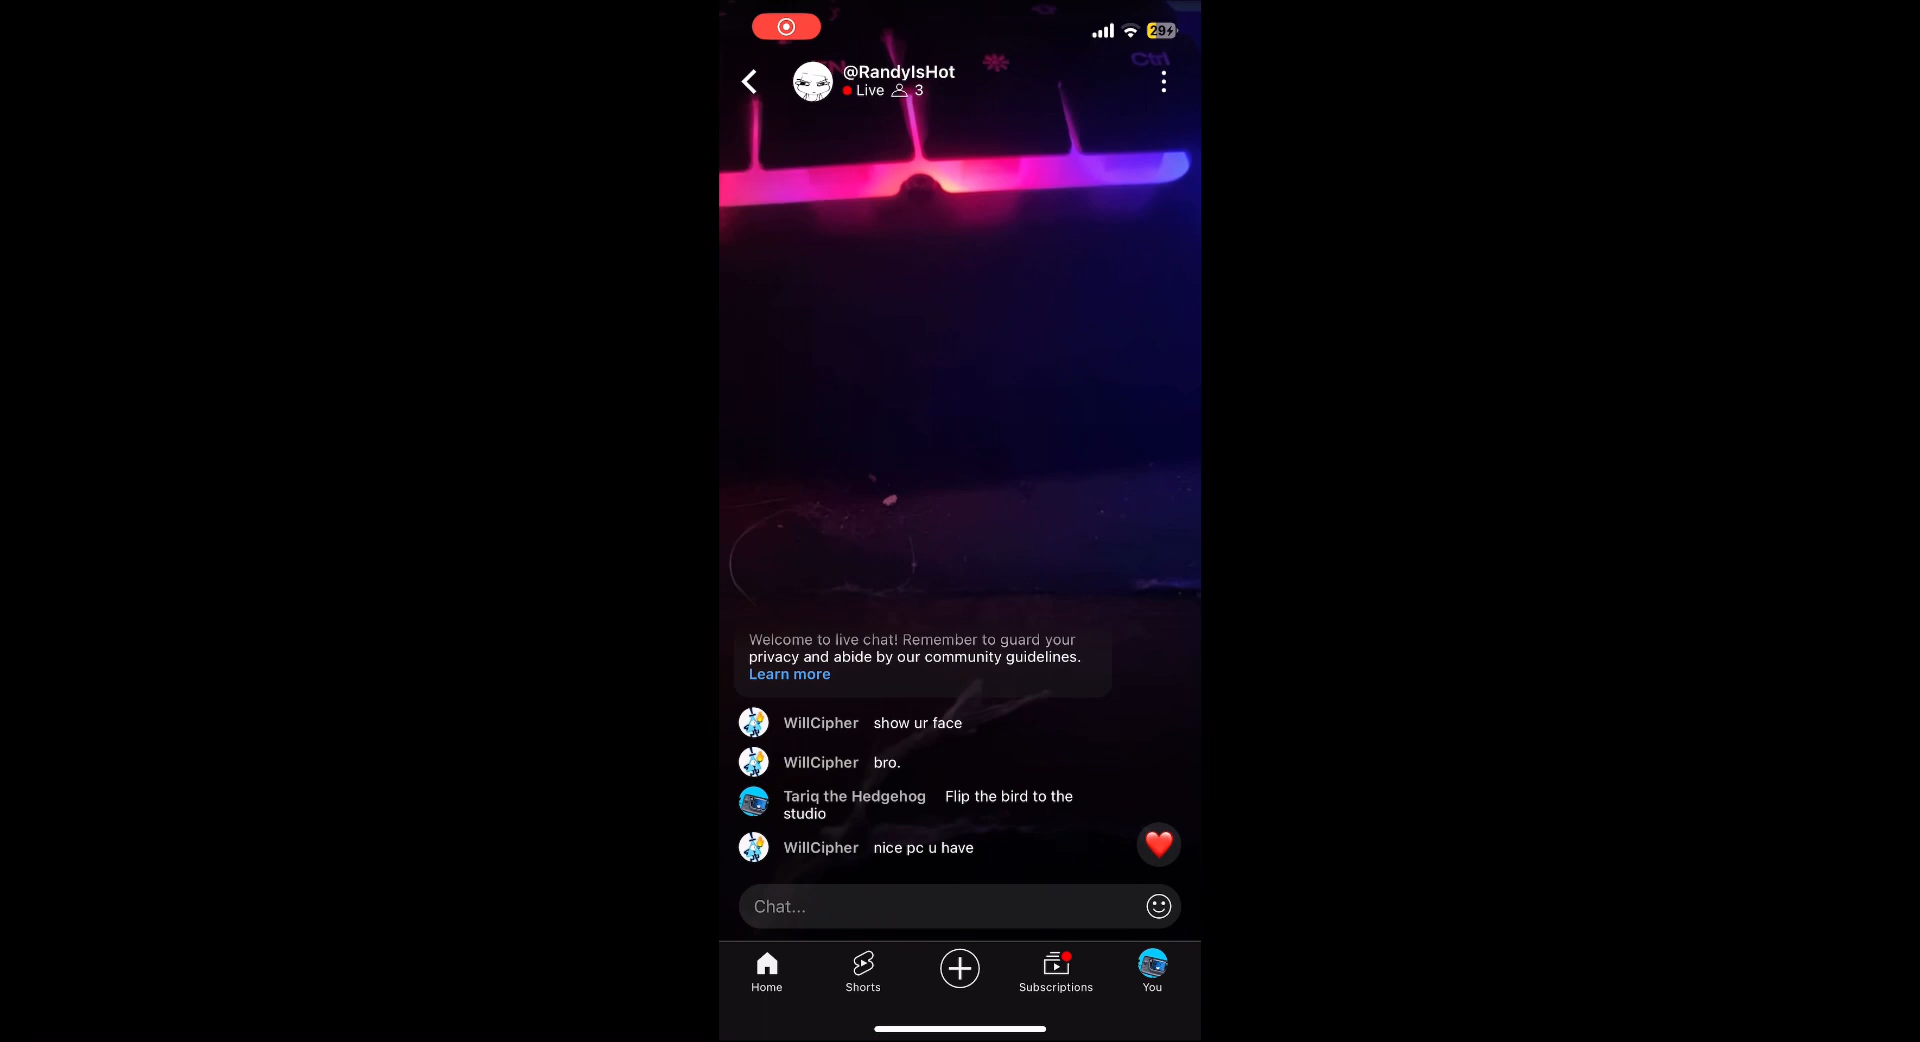 29
@RandyIsHot
Live 3
Ctrl
Welcome to live chat! Remember to guard your
privacy and abide by our community guidelines.
Learn more
WillCipher show ur face
WillCipher bro.
Tariq the Hedgehog Flip the bird to the
studio
WillCipher nice pc u have
Chat...
Home Shorts Subscriptions You